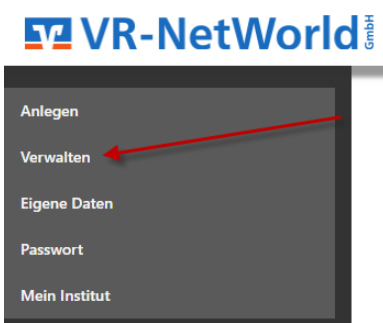 VR-NetWorld GmbH
Anlegen
Verwalten
Eigene Daten
Passwort
Mein Institut